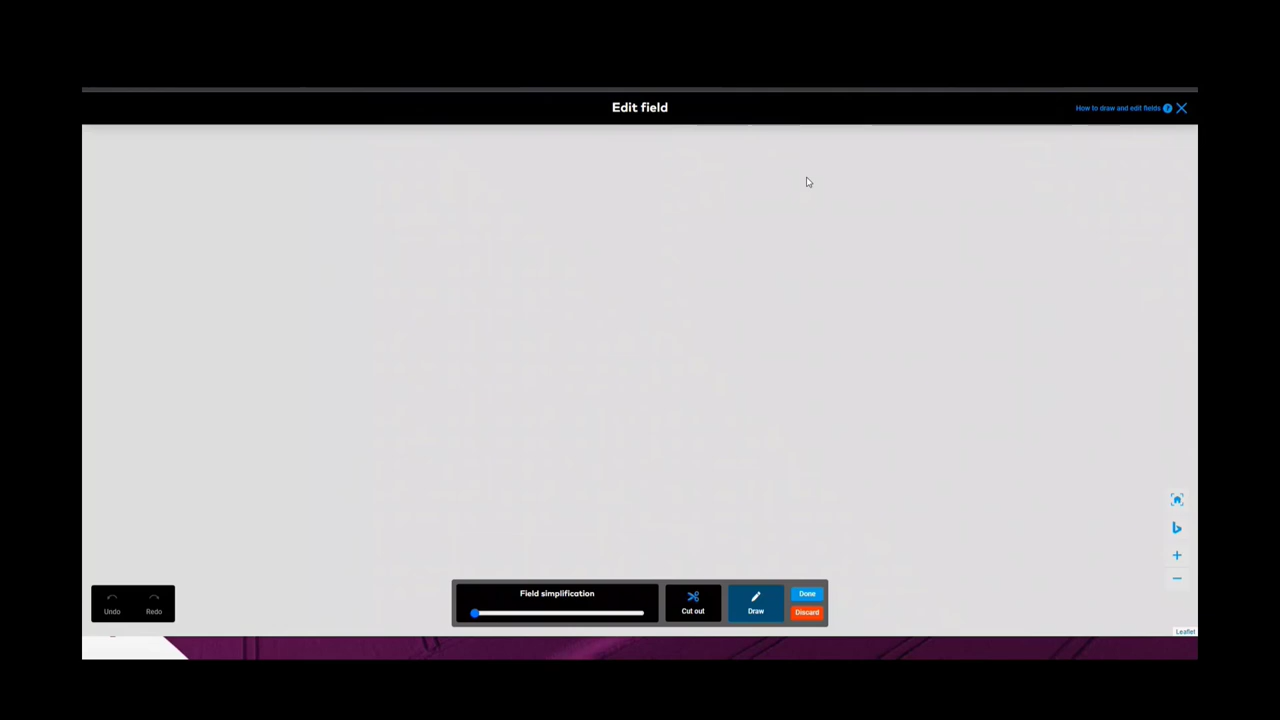 Edit field
How to draw and edit fields ?
Undo
Redo
Field simplification
Cut out
Draw
Done
Discard
Leaflet